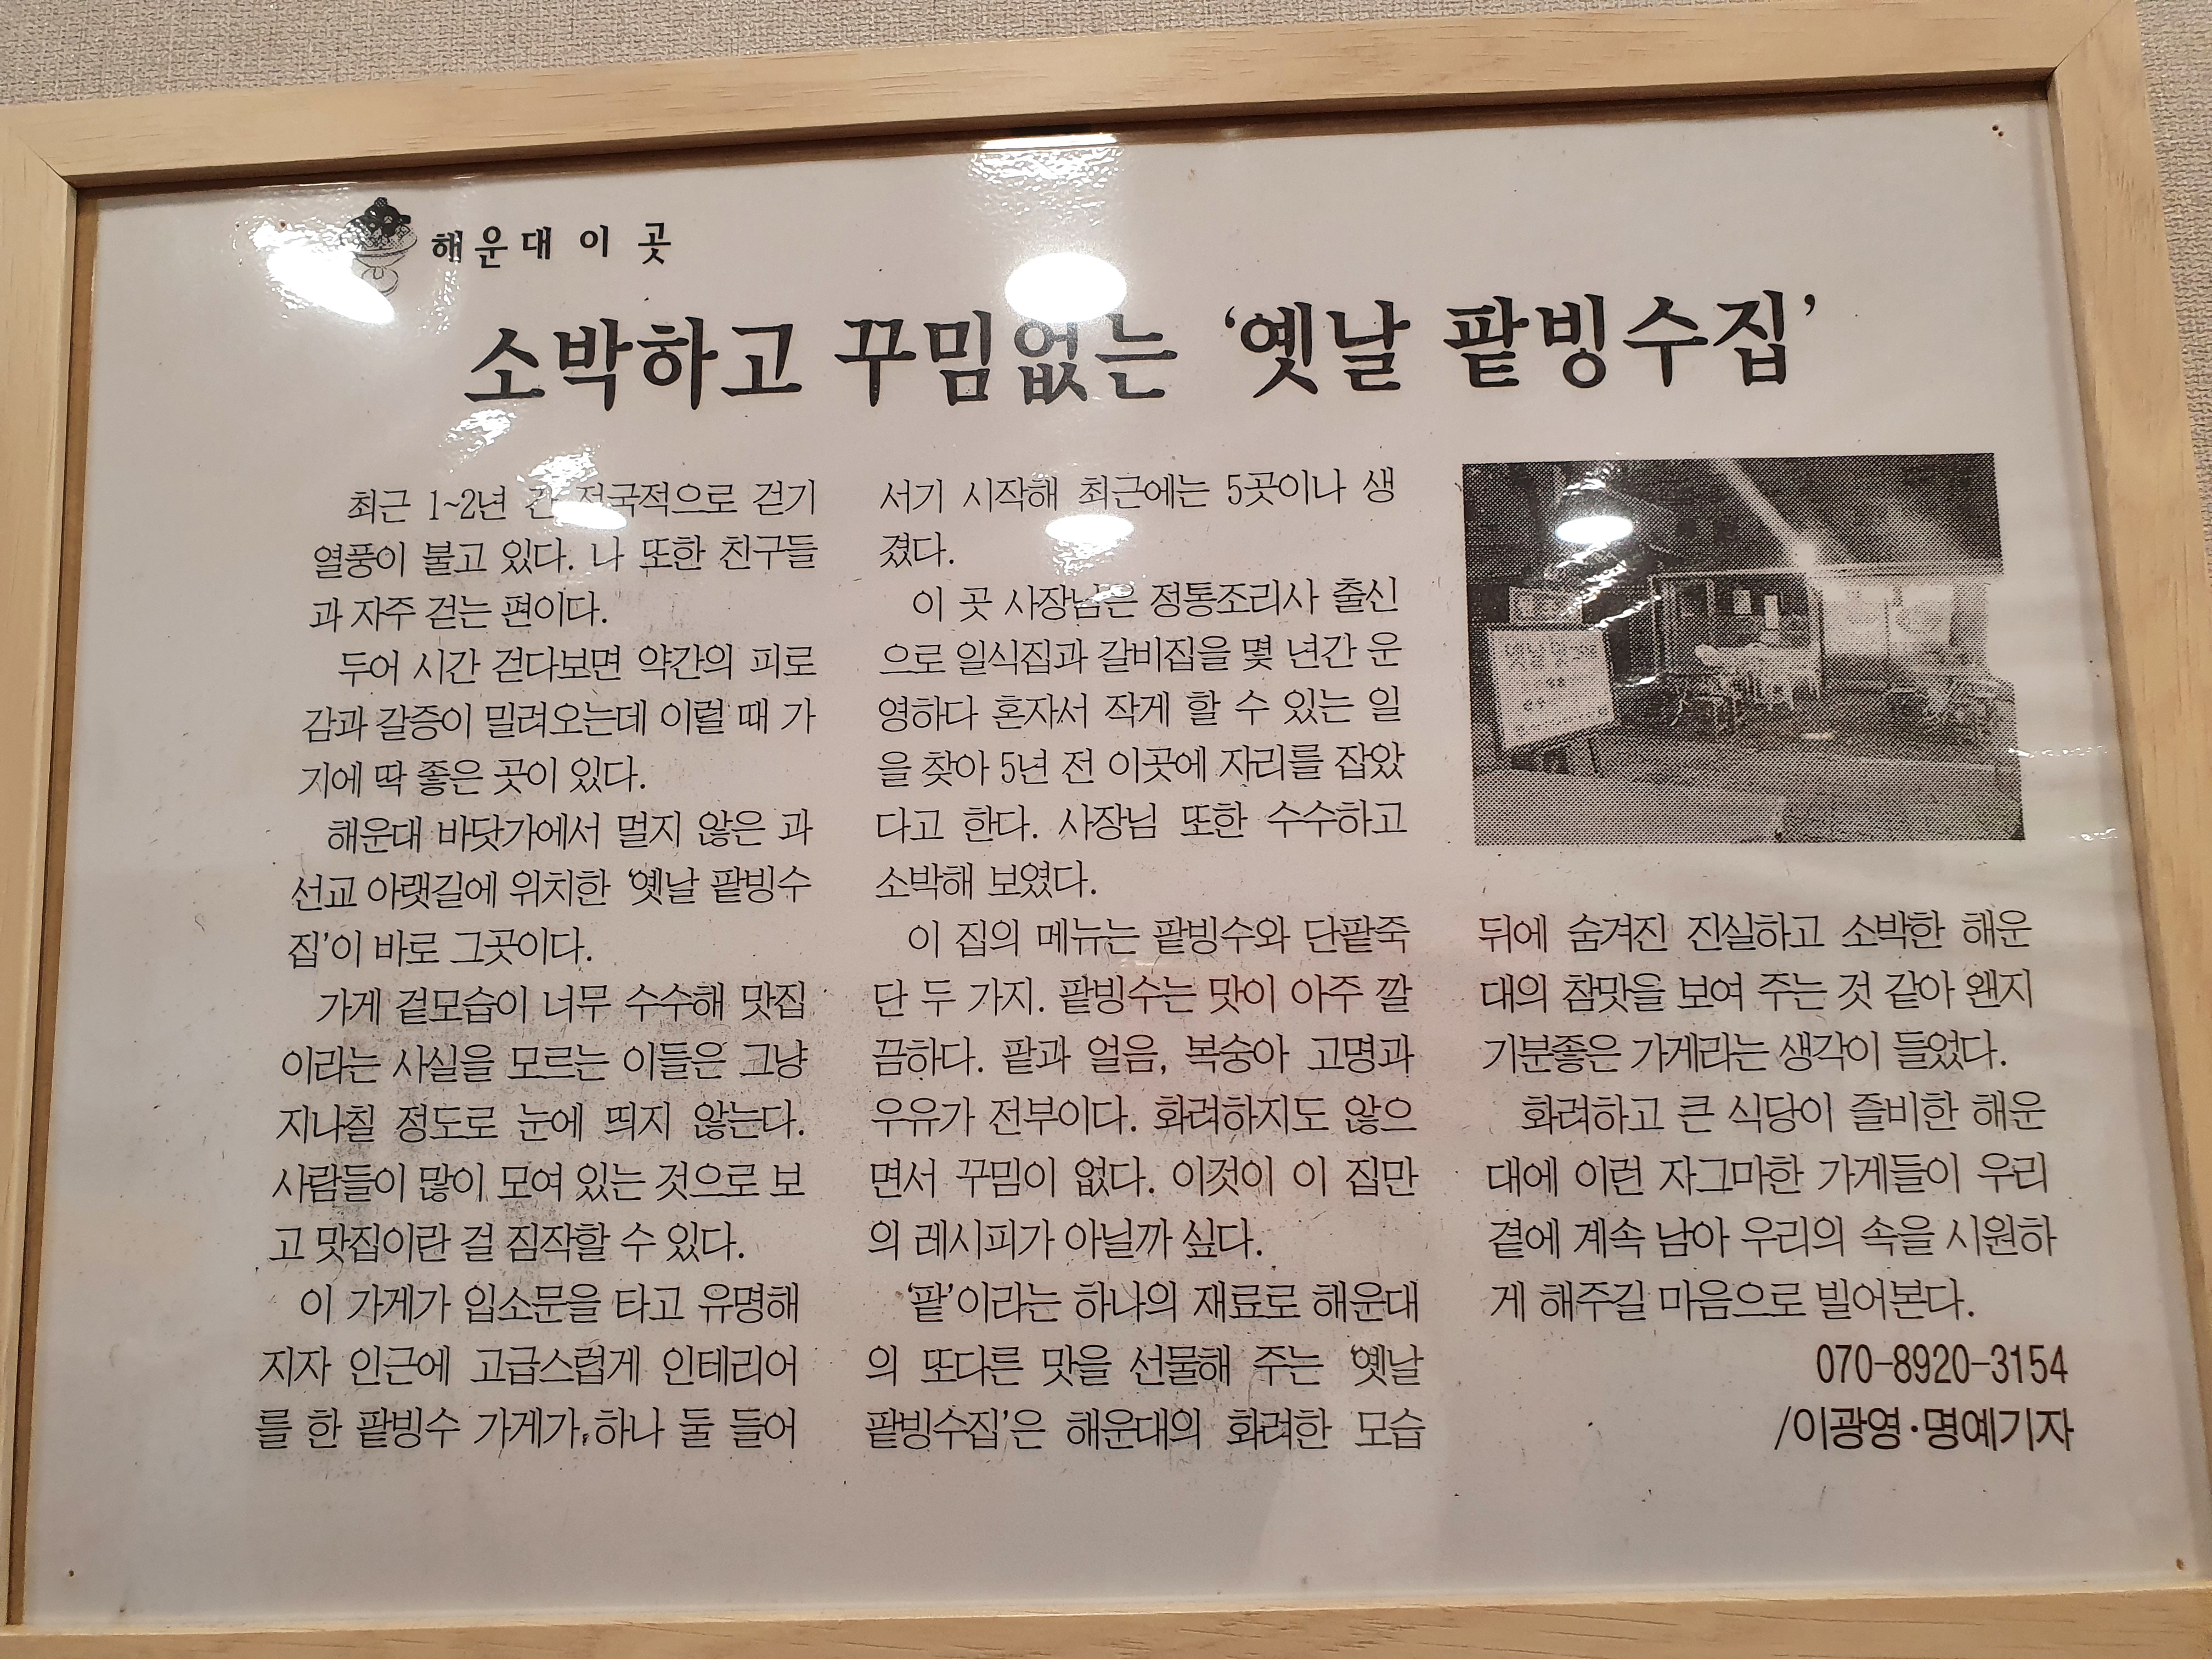 해운대 이 곳
소박하고 꾸밈없는 '옛날 팥빙수집'
최근 1~2년 간 전국적으로 걷기
열풍이 불고 있다. 나 또한 친구들
과 자주 걷는 편이다.
두어 시간 걷다보면 약간의 피로
감과 갈증이 밀려오는데 이럴 때 가
기에 딱 좋은 곳이 있다.
해운대 바닷가에서 멀지 않은 과
선교 아랫길에 위치한 '옛날 팥빙수
집'이 바로 그곳이다.
가게 겉모습이 너무 수수해 맛집
이라는 사실을 모르는 이들은 그냥
지나칠 정도로 눈에 띄지 않는다.
사람들이 많이 모여 있는 것으로 보
고 맛집이란 걸 짐작할 수 있다.
이 가게가 입소문을 타고 유명해
지자 인근에 고급스럽게 인테리어
를 한 팥빙수 가게가 하나 둘 들어
서기 시작해 최근에는 5곳이나 생
겼다.
이 곳 사장님은 정통조리사 출신
으로 일식집과 갈비집을 몇 년간 운
영하다 혼자서 작게 할 수 있는 일
을 찾아 5년 전 이곳에 자리를 잡았
다고 한다. 사장님 또한 수수하고
소박해 보였다.
이 집의 메뉴는 팥빙수와 단팥죽
단 두 가지. 팥빙수는 맛이 아주 깔
끔하다. 팥과 얼음, 복숭아 고명과
우유가 전부이다. 화려하지도 않으
면서 꾸밈이 없다. 이것이 이 집만
의 레시피가 아닐까 싶다.
'팥'이라는 하나의 재료로 해운대
의 또다른 맛을 선물해 주는 '옛날
팥빙수집'은 해운대의 화려한 모습
뒤에 숨겨진 진실하고 소박한 해운
대의 참맛을 보여 주는 것 같아 왠지
기분좋은 가게라는 생각이 들었다.
화려하고 큰 식당이 즐비한 해운
대에 이런 자그마한 가게들이 우리
곁에 계속 남아 우리의 속을 시원하
게 해주길 마음으로 빌어본다.
070-8920-3154
/이광영·명예기자